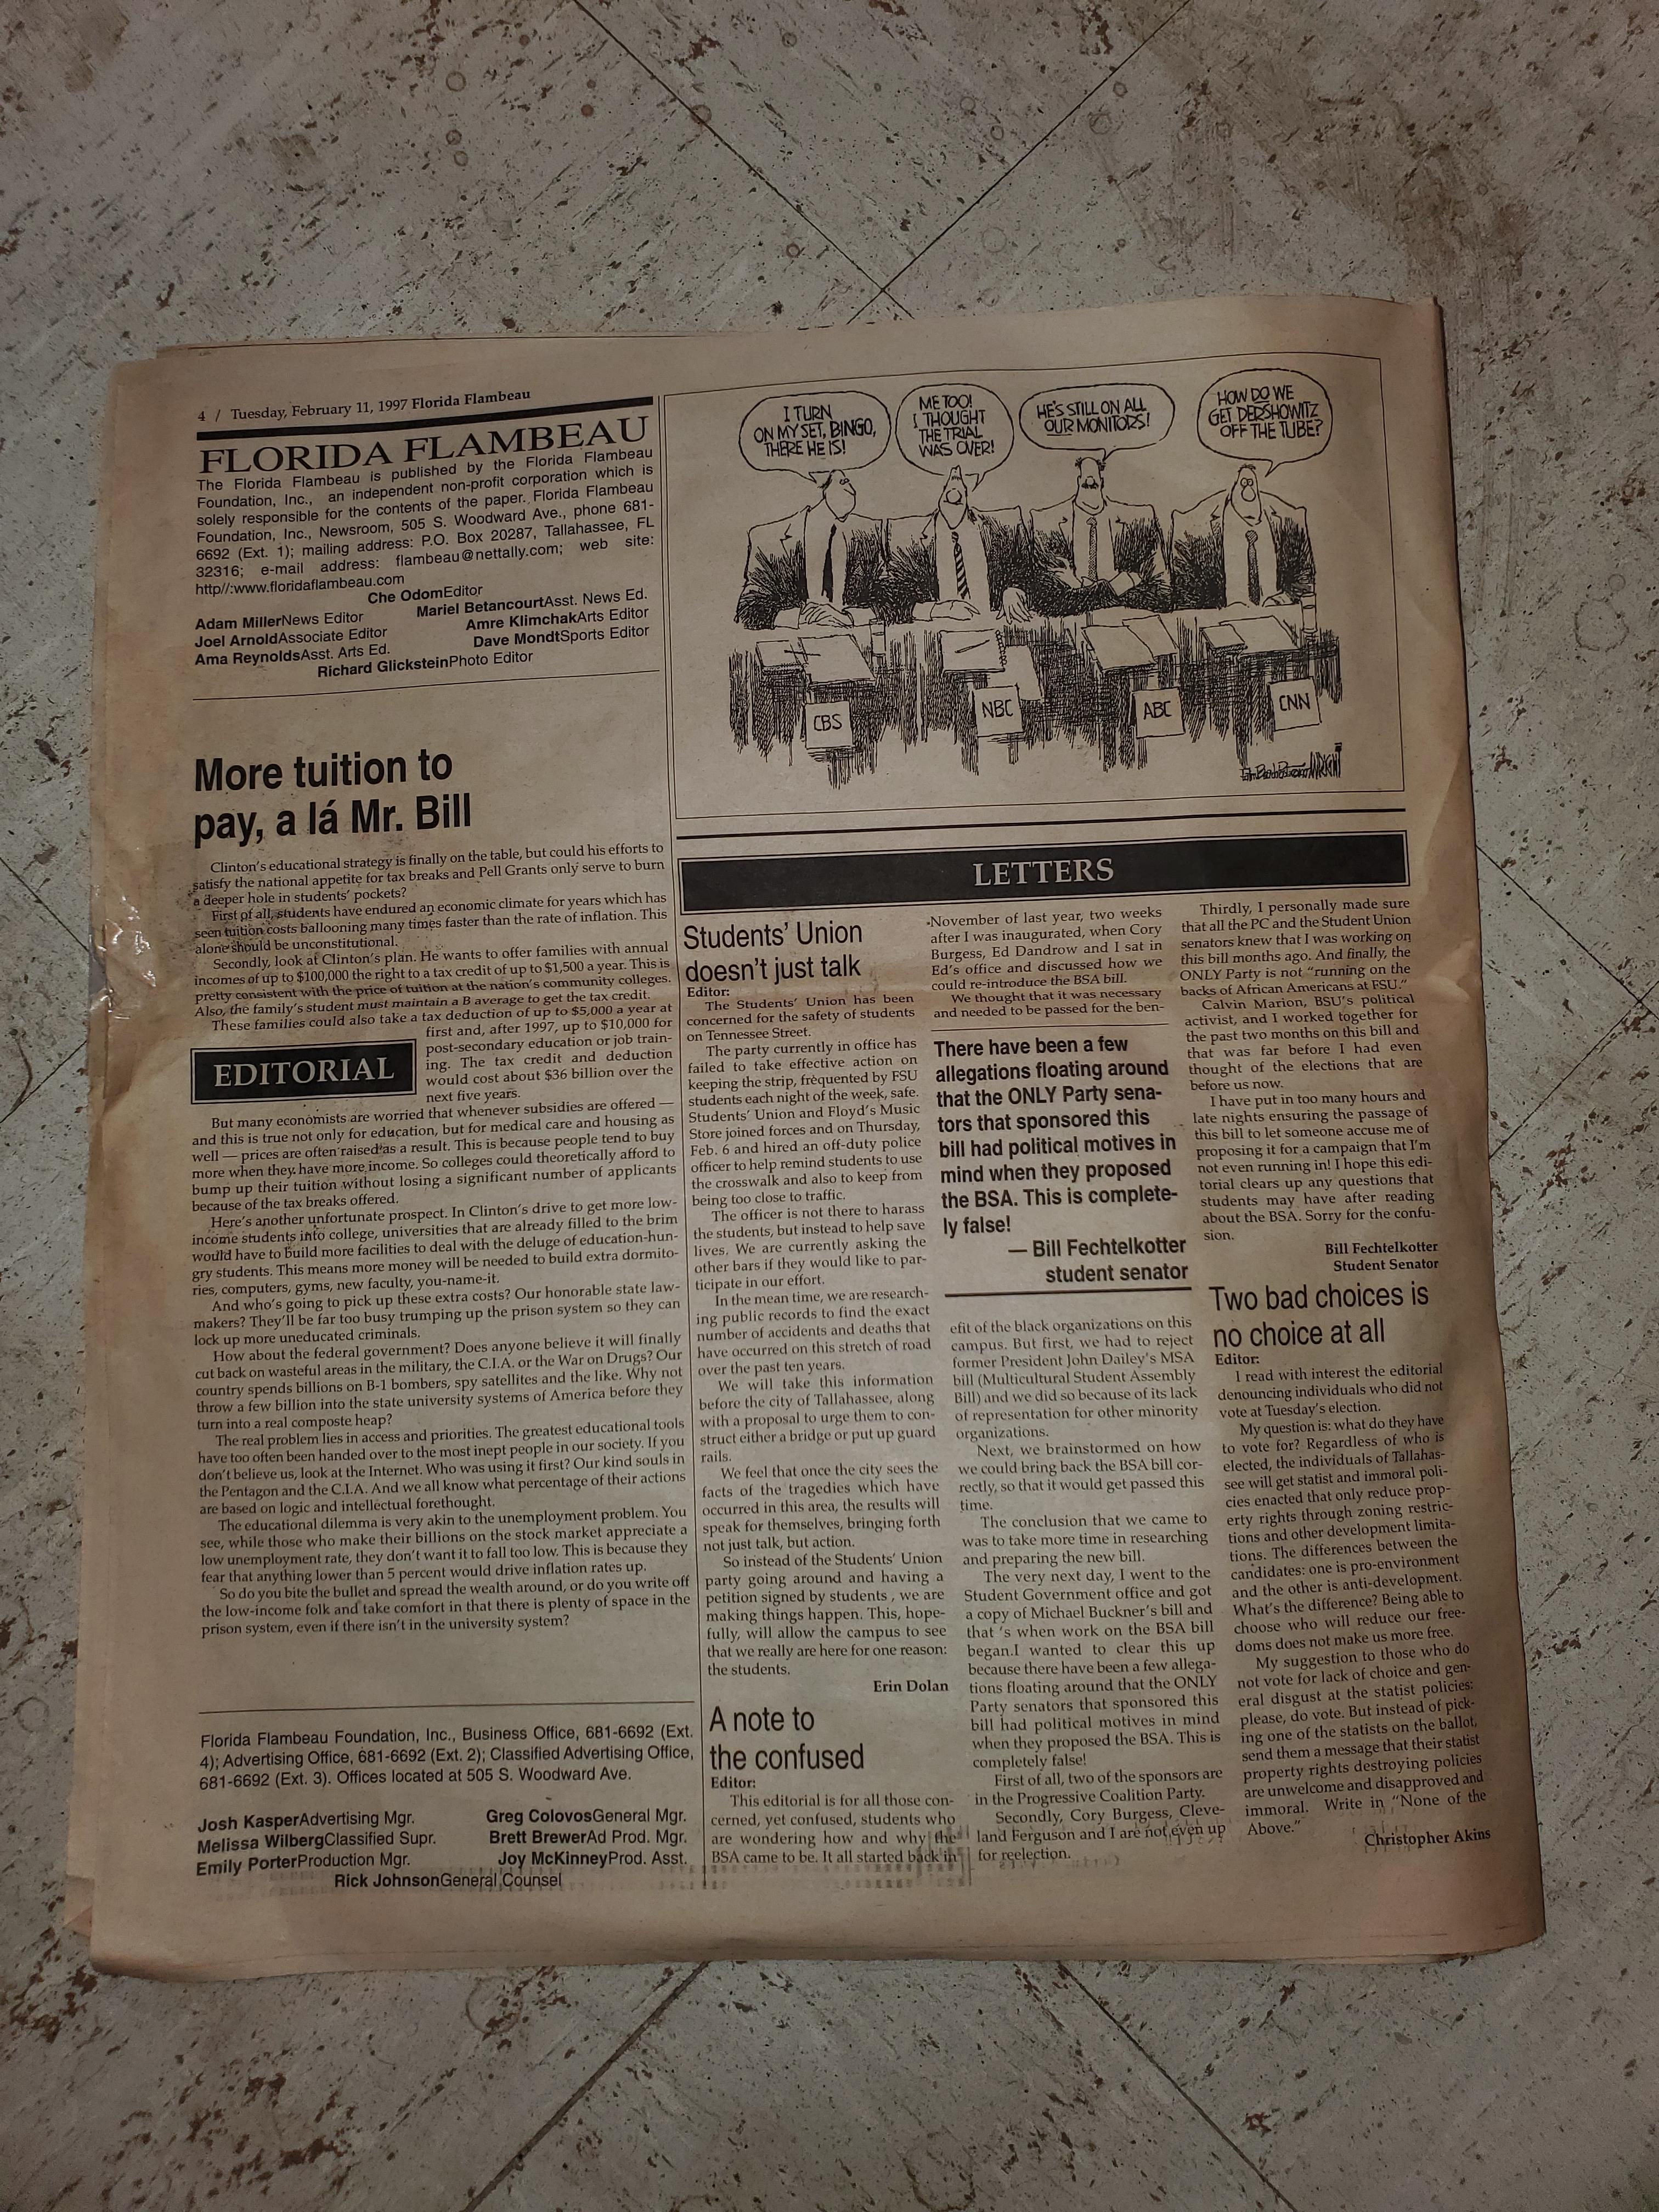 4 / Tuesday, February 11, 1997 Florida Flambeau
FLORIDA FLAMBEAU
The Florida Flambeau is published by the Florida Flambeau
Foundation, Inc., an independent non-profit corporation which is
solely responsible for the contents of the paper. Florida Flambeau
Foundation, Inc., Newsroom, 505 S. Woodward Ave., phone 681-
6692 (Ext. 1); mailing address: P.O. Box 20287, Tallahassee, FL
32316; e-mail address: flambeau@nettally.com; web site:
http//:www.floridaflambeau.com
Che OdomEditor
Adam MillerNews Editor
Mariel BetancourtAsst. News Ed.
Joel ArnoldAssociate Editor
Amre KlimchakArts Editor
Ama ReynoldsAsst. Arts Ed.
Dave MondtSports Editor
Richard GlicksteinPhoto Editor
More tuition to
pay, a lá Mr. Bill
Clinton's educational strategy is finally on the table, but could his efforts to
satisfy the national appetite for tax breaks and Pell Grants only serve to burn
a deeper hole in students' pockets?
First of all, students have endured an economic climate for years which has
seen tuition costs ballooning many times faster than the rate of inflation. This
alone should be unconstitutional.
Secondly, look at Clinton's plan. He wants to offer families with annual
incomes of up to $100,000 the right to a tax credit of up to $1,500 a year. This is
pretty consistent with the price of tuition at the nation's community colleges.
Also, the family's student must maintain a B average to get the tax credit.
These families could also take a tax deduction of up to $5,000 a year at
first and, after 1997, up to $10,000 for
post-secondary education or job train-
ing. The tax credit and deduction
would cost about $36 billion over the
next five years.
EDITORIAL
But many economists are worried that whenever subsidies are offered —
and this is true not only for education, but for medical care and housing as
well — prices are often raised as a result. This is because people tend to buy
more when they have more income. So colleges could theoretically afford to
bump up their tuition without losing a significant number of applicants
because of the tax breaks offered.
Here's another unfortunate prospect. In Clinton's drive to get more low-
income students into college, universities that are already filled to the brim
would have to build more facilities to deal with the deluge of education-hun-
gry students. This means more money will be needed to build extra dormito-
ries, computers, gyms, new faculty, you-name-it.
And who's going to pick up these extra costs? Our honorable state law-
makers? They'll be far too busy trumping up the prison system so they can
lock up more uneducated criminals.
How about the federal government? Does anyone believe it will finally
cut back on wasteful areas in the military, the C.I.A. or the War on Drugs? Our
country spends billions on B-1 bombers, spy satellites and the like. Why not
throw a few billion into the state university systems of America before they
turn into a real composte heap?
The real problem lies in access and priorities. The greatest educational tools
have too often been handed over to the most inept people in our society. If you
don't believe us, look at the Internet. Who was using it first? Our kind souls in
the Pentagon and the C.I.A. And we all know what percentage of their actions
are based on logic and intellectual forethought.
The educational dilemma is very akin to the unemployment problem. You
see, while those who make their billions on the stock market appreciate a
low unemployment rate, they don't want it to fall too low. This is because they
fear that anything lower than 5 percent would drive inflation rates up.
So do you bite the bullet and spread the wealth around, or do you write off
the low-income folk and take comfort in that there is plenty of space in the
prison system, even if there isn't in the university system?
Florida Flambeau Foundation, Inc., Business Office, 681-6692 (Ext.
4); Advertising Office, 681-6692 (Ext. 2); Classified Advertising Office,
681-6692 (Ext. 3). Offices located at 505 S. Woodward Ave.
Josh KasperAdvertising Mgr.
Greg ColovosGeneral Mgr.
Melissa WilbergClassified Supr.
Brett BrewerAd Prod. Mgr.
Emily PorterProduction Mgr.
Joy McKinneyProd. Asst.
Rick JohnsonGeneral Counsel
I TURN
ON MY SET, BINGO,
THERE HE IS!
ME TOO!
I THOUGHT
THE TRIAL
WAS OVER!
HE'S STILL ON ALL
OUR MONITORS!
HOW DO WE
GET DERSHOWITZ
OFF THE TUBE?
CBS
NBC
ABC
CNN
WRIGHT
LETTERS
Students' Union
doesn't just talk
Editor:
The Students' Union has been
concerned for the safety of students
on Tennessee Street.
The party currently in office has
failed to take effective action on
keeping the strip, frequented by FSU
students each night of the week, safe.
Students' Union and Floyd's Music
Store joined forces and on Thursday,
Feb. 6 and hired an off-duty police
officer to help remind students to use
the crosswalk and also to keep from
being too close to traffic.
The officer is not there to harass
the students, but instead to help save
lives. We are currently asking the
other bars if they would like to par-
ticipate in our effort.
In the mean time, we are research-
ing public records to find the exact
number of accidents and deaths that
have occurred on this stretch of road
over the past ten years.
We will take this information
before the city of Tallahassee, along
with a proposal to urge them to con-
struct either a bridge or put up guard
rails.
We feel that once the city sees the
facts of the tragedies which have
occurred in this area, the results will
speak for themselves, bringing forth
not just talk, but action.
So instead of the Students' Union
party going around and having a
petition signed by students , we are
making things happen. This, hope-
fully, will allow the campus to see
that we really are here for one reason:
the students.
Erin Dolan
A note to
the confused
Editor:
This editorial is for all those con-
cerned, yet confused, students who
are wondering how and why the
BSA came to be. It all started back in
November of last year, two weeks
after I was inaugurated, when Cory
Burgess, Ed Dandrow and I sat in
Ed's office and discussed how we
could re-introduce the BSA bill.
We thought that it was necessary
and needed to be passed for the ben-
There have been a few
allegations floating around
that the ONLY Party sena-
tors that sponsored this
bill had political motives in
mind when they proposed
the BSA. This is complete-
ly false!
— Bill Fechtelkotter
student senator
efit of the black organizations on this
campus. But first, we had to reject
former President John Dailey's MSA
bill (Multicultural Student Assembly
Bill) and we did so because of its lack
of representation for other minority
organizations.
Next, we brainstormed on how
we could bring back the BSA bill cor-
rectly, so that it would get passed this
time.
The conclusion that we came to
was to take more time in researching
and preparing the new bill.
The very next day, I went to the
Student Government office and got
a copy of Michael Buckner's bill and
that 's when work on the BSA bill
began.I wanted to clear this up
because there have been a few allega-
tions floating around that the ONLY
Party senators that sponsored this
bill had political motives in mind
when they proposed the BSA. This is
completely false!
First of all, two of the sponsors are
in the Progressive Coalition Party.
Secondly, Cory Burgess, Cleve-
land Ferguson and I are not even up
for reelection.
Thirdly, I personally made sure
that all the PC and the Student Union
senators knew that I was working on
this bill months ago. And finally, the
ONLY Party is not "running on the
backs of African Americans at FSU."
Calvin Marion, BSU's political
activist, and I worked together for
the past two months on this bill and
that was far before I had even
thought of the elections that are
before us now.
I have put in too many hours and
late nights ensuring the passage of
this bill to let someone accuse me of
proposing it for a campaign that I'm
not even running in! I hope this edi-
torial clears up any questions that
students may have after reading
about the BSA. Sorry for the confu-
sion.
Bill Fechtelkotter
Student Senator
Two bad choices is
no choice at all
Editor:
I read with interest the editorial
denouncing individuals who did not
vote at Tuesday's election.
My question is: what do they have
to vote for? Regardless of who is
elected, the individuals of Tallahas-
see will get statist and immoral poli-
cies enacted that only reduce prop-
erty rights through zoning restric-
tions and other development limita-
tions. The differences between the
candidates: one is pro-environment
and the other is anti-development.
What's the difference? Being able to
choose who will reduce our free-
doms does not make us more free.
My suggestion to those who do
not vote for lack of choice and gen-
eral disgust at the statist policies:
please, do vote. But instead of pick-
ing one of the statists on the ballot,
send them a message that their statist
property rights destroying policies
are unwelcome and disapproved and
immoral. Write in "None of the
Above."
Christopher Akins